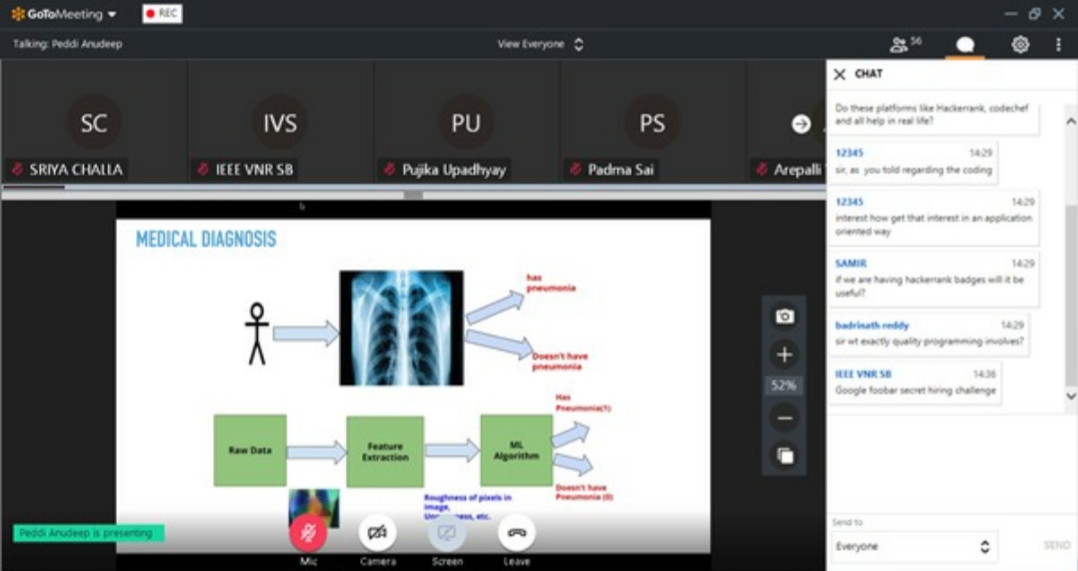 GoToMeeting
REC
Talking: Peddi Anudeep
View Everyone
56
SC
IVS
PU
PS
SRIYA CHALLA
IEEE VNR SB
Pujika Upadhyay
Padma Sai
Arepalli
MEDICAL DIAGNOSIS
has
pneumonia
Doesn't have
pneumonia
Has
Pneumonia(1)
Raw Data
Feature
Extraction
ML
Algorithm
Doesn't have
Pneumonia (0)
Roughness of pixels in
image,
etc.
52%
Peddi Anudeep is presenting
Mic
Camera
Screen
Leave
CHAT
Do these platforms like Hackerrank, codechef
and all help in real life?
12345 14:29
sir, as you told regarding the coding
12345 14:29
interest how get that interest in an application
oriented way
SAMIR 14:29
if we are having hackerrank badges will it be
useful?
badrinath reddy 14:29
sir wt exactly quality programming involves?
IEEE VNR SB 14:36
Google foobar secret hiring challenge
Send to
Everyone
SEND